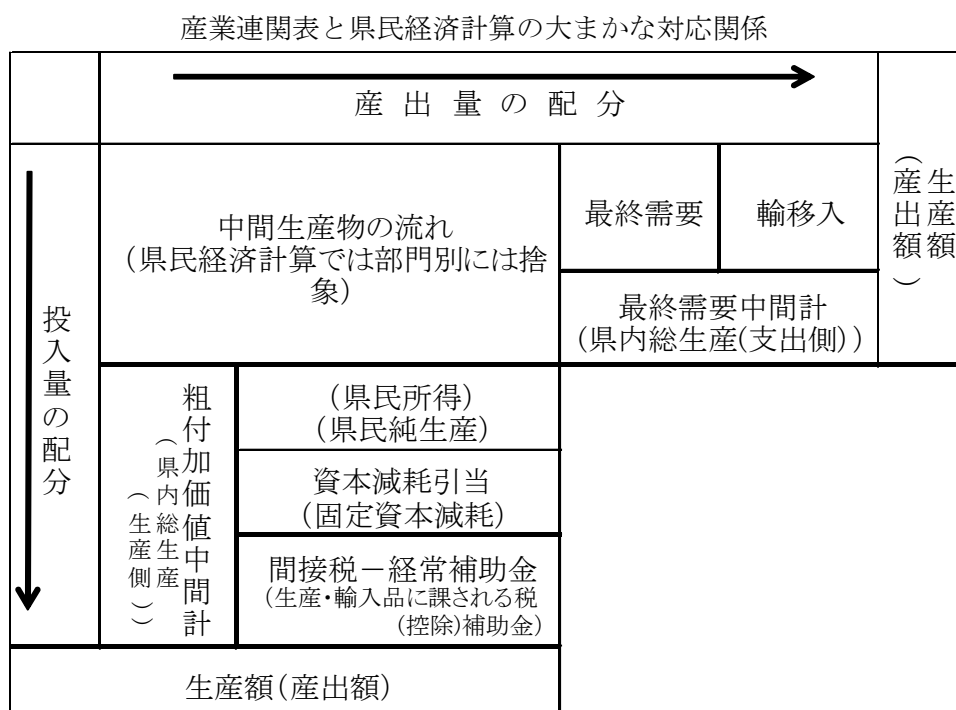 産業連関表と県民経済計算の大まかな対応関係
産出量の配分
中間生産物の流れ
(県民経済計算では部門別には捨
象)
最終需要
輸移入
最終需要中間計
(県内総生産(支出側))
生産額
(産出額)
投入量の配分
粗付加価値中間計
(県内総生産
(生産側))
(県民所得)
(県民純生産)
資本減耗引当
(固定資本減耗)
間接税－経常補助金
(生産・輸入品に課される税
(控除)補助金)
生産額(産出額)